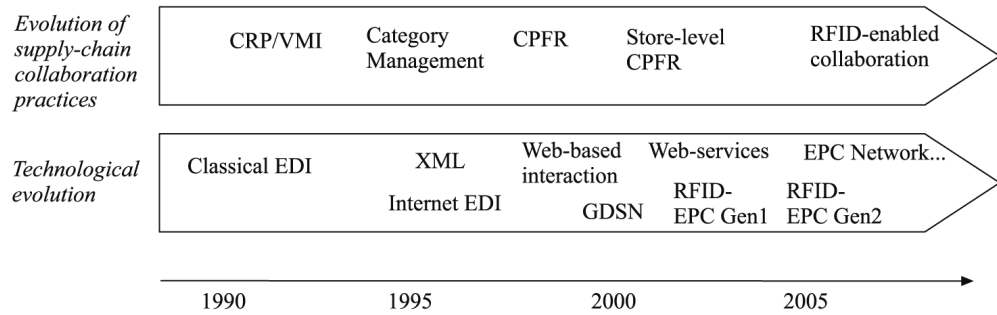 Evolution of
supply-chain
collaboration
practices
CRP/VMI
Category
Management
CPFR
Store-level
CPFR
RFID-enabled
collaboration
Technological
evolution
Classical EDI
XML
Internet EDI
Web-based
interaction
GDSN
Web-services
RFID-
EPC Gen1
EPC Network...
RFID-
EPC Gen2
1990
1995
2000
2005